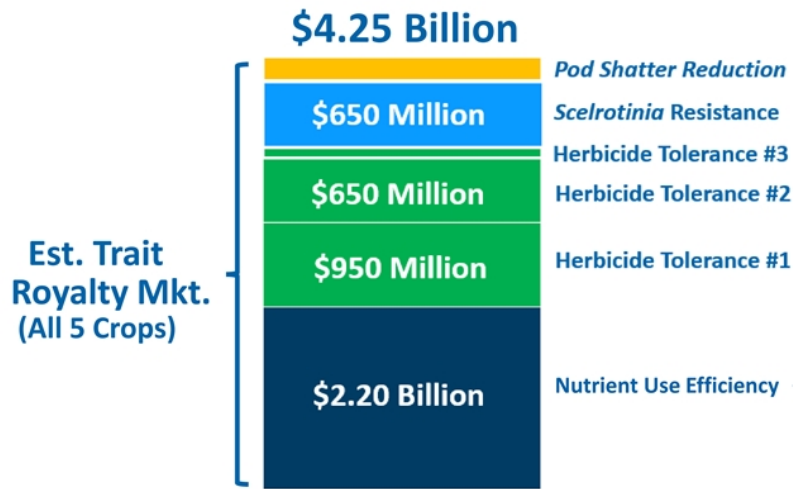 $4.25 Billion
Pod Shatter Reduction
$650 Million
Scelrotinia Resistance
Herbicide Tolerance #3
$650 Million
Herbicide Tolerance #2
Est. Trait
Royalty Mkt.
(All 5 Crops)
$950 Million
Herbicide Tolerance #1
$2.20 Billion
Nutrient Use Efficiency